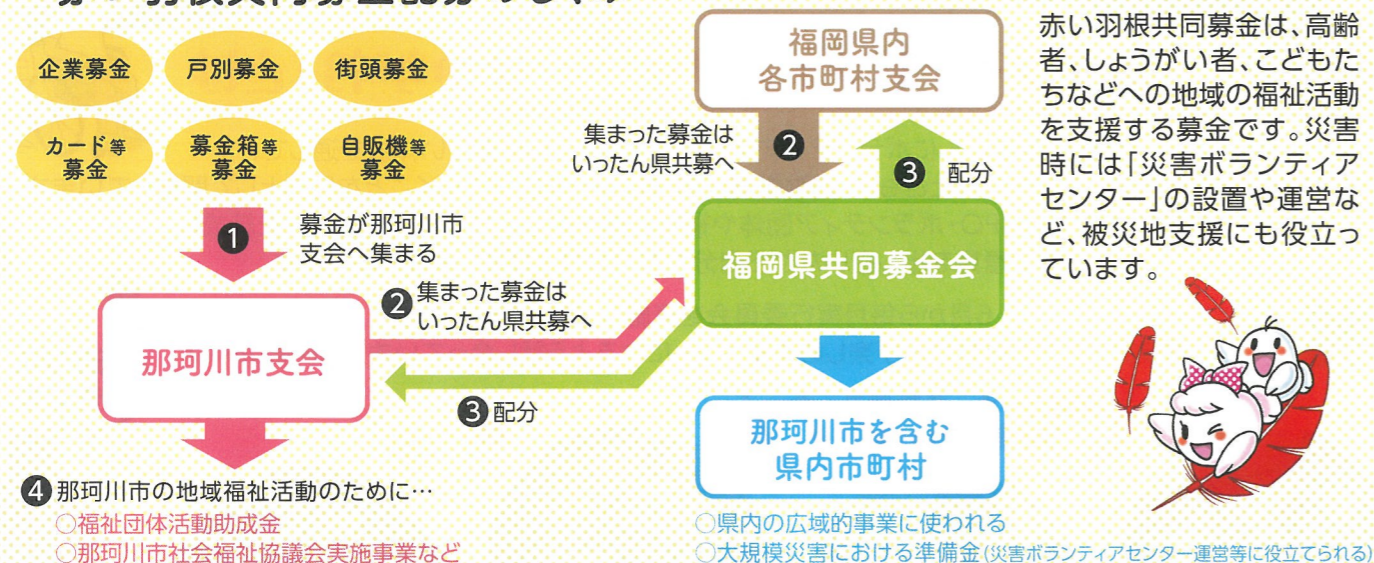 企業募金
戸別募金
街頭募金
カード等
募金
募金箱等
募金
自販機等
募金
❶
募金が那珂川市
支会へ集まる
那珂川市支会
❷
集まった募金は
いったん県共募へ
❸配分
福岡県内
各市町村支会
集まった募金は
いったん県共募へ
❷
❸ 配分
福岡県共同募金会
那珂川市を含む
県内市町村
❹那珂川市の地域福祉活動のために…
○福祉団体活動助成金
○那珂川市社会福祉協議会実施事業など
○県内の広域的事業に使われる
○大規模災害における準備金(災害ボランティアセンター運営等に役立てられる)
赤い羽根共同募金は、高齢
者、しょうがい者、こどもた
ちなどへの地域の福祉活動
を支援する募金です。災害
時には「災害ボランティア
センター」の設置や運営な
ど、被災地支援にも役立っ
ています。